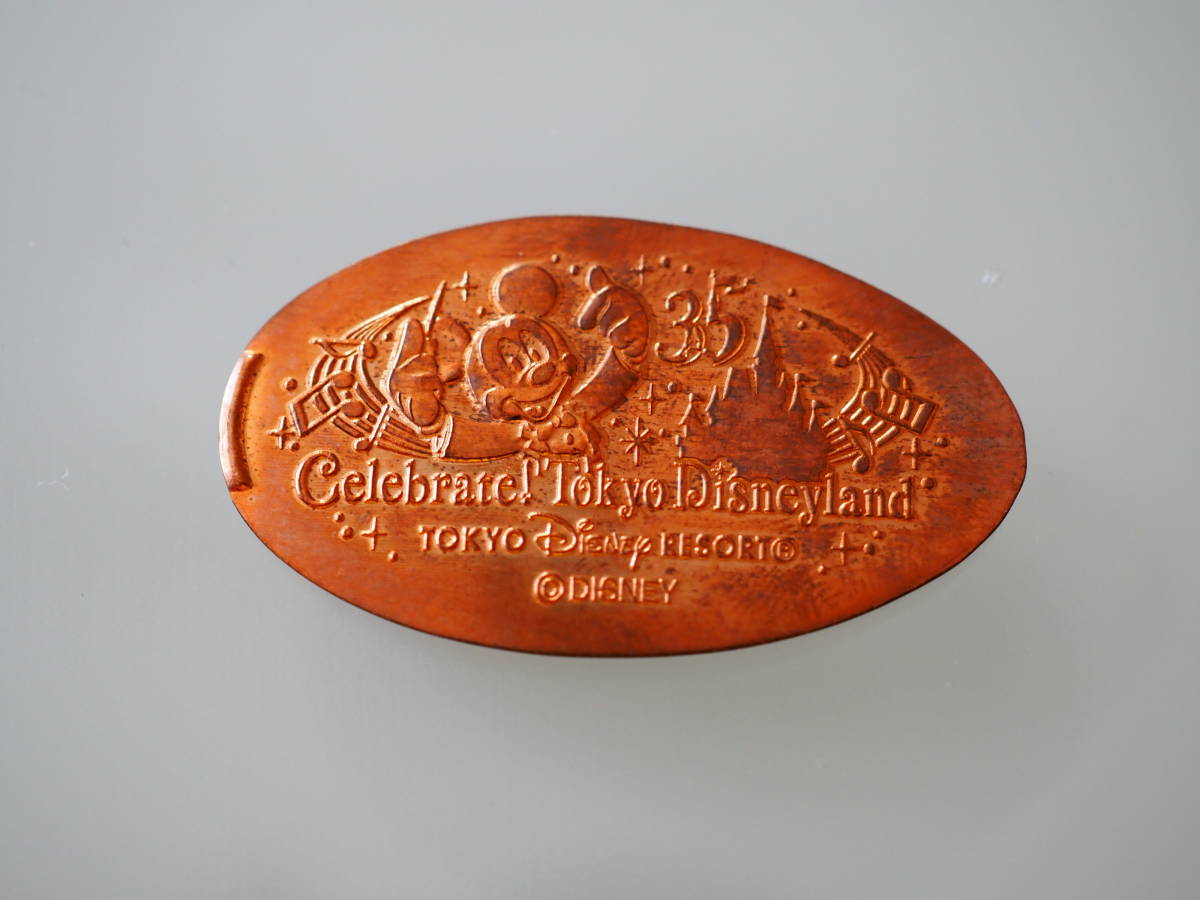 35
Celebrate! Tokyo Disneyland
TOKYO Disney RESORT®
©DISNEY